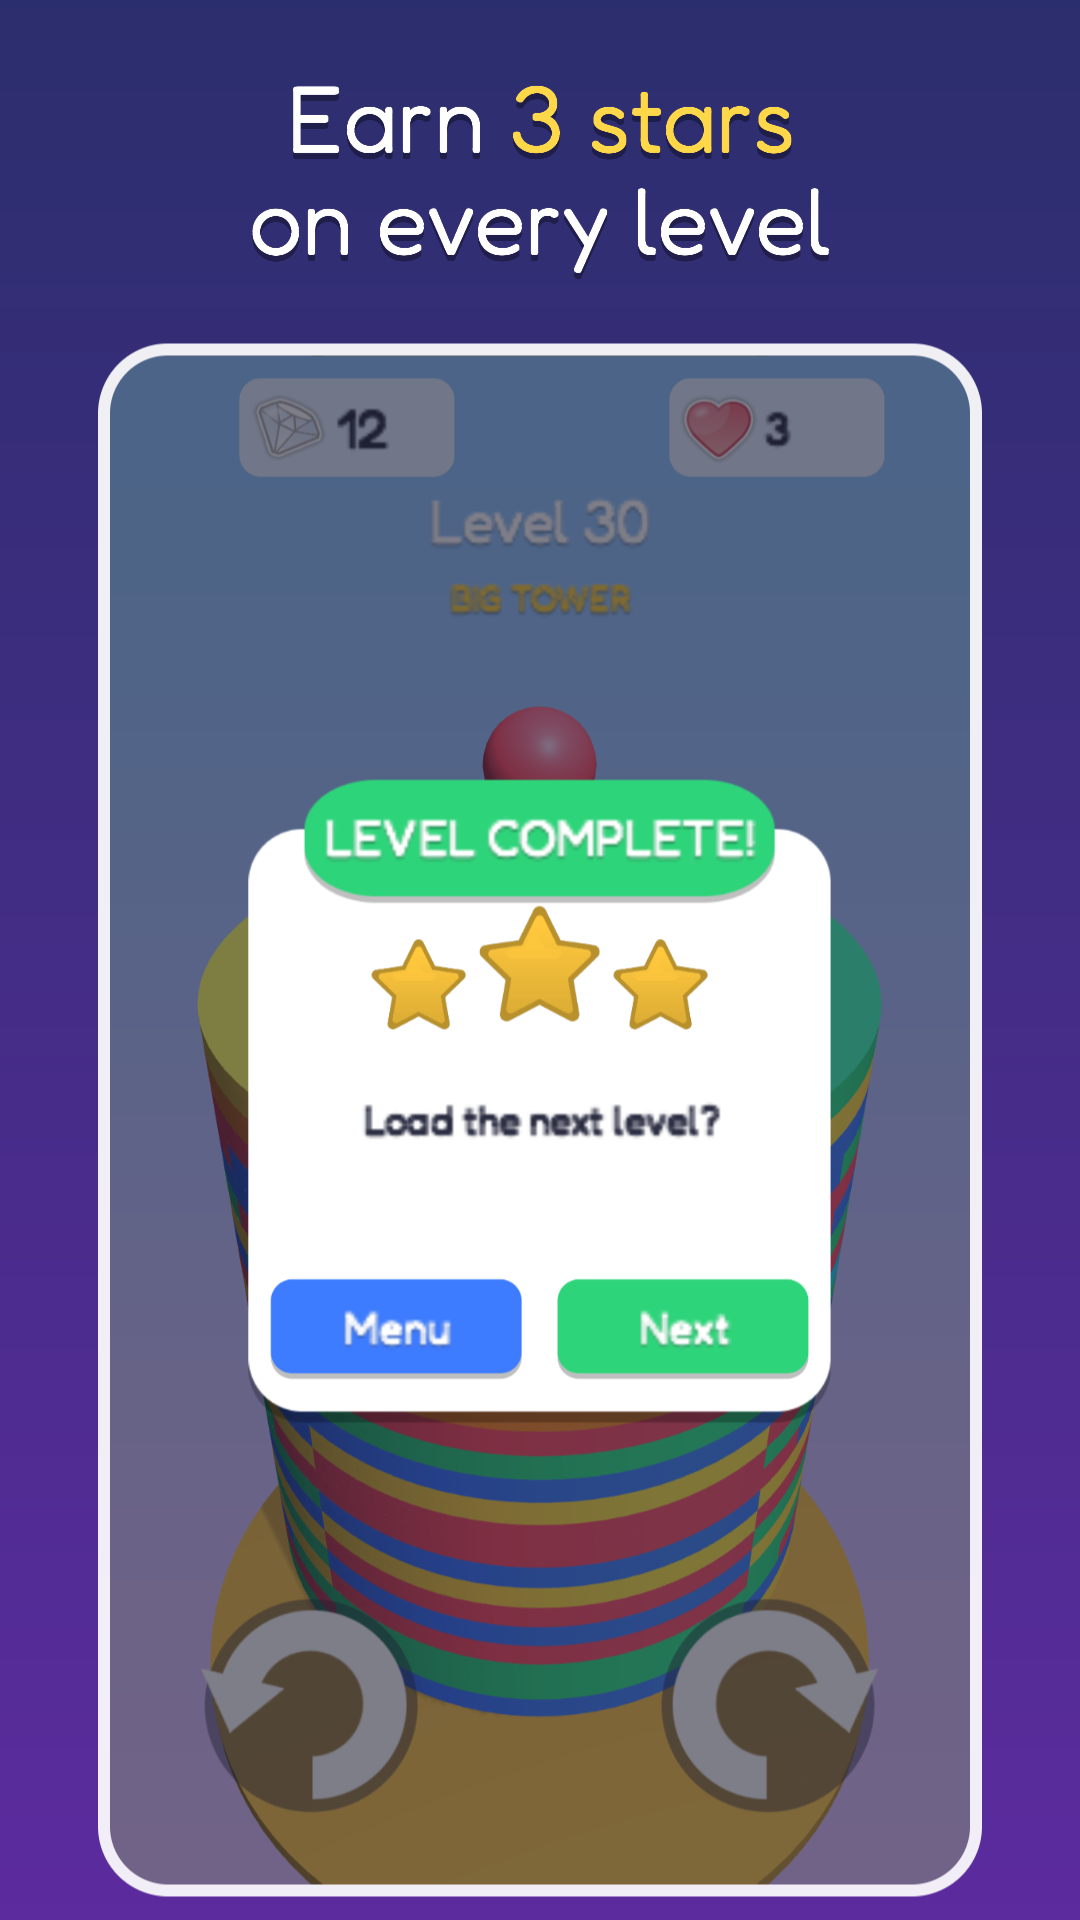 Earn 3 stars
on every level
12
3
Level 30
BIG TOWER
LEVEL COMPLETE!
Load the next level?
Menu
Next